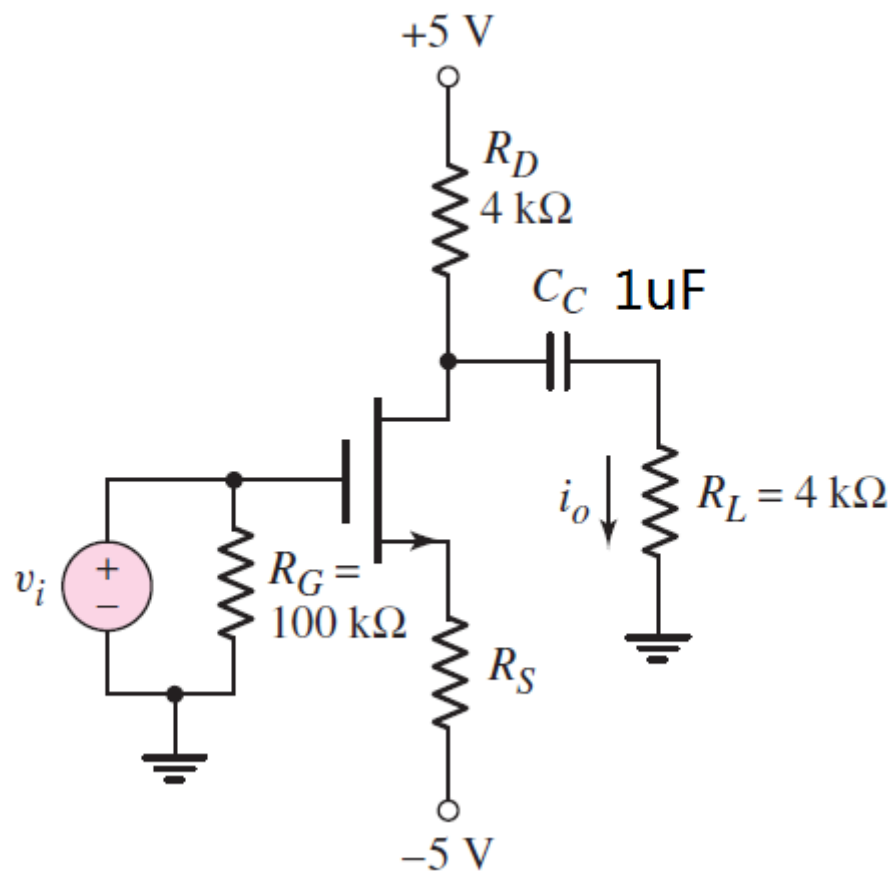 +5 V
R_D
4 kΩ
C_C 1uF
i_o
R_L = 4 kΩ
v_i
+
−
R_G =
100 kΩ
R_S
−5 V